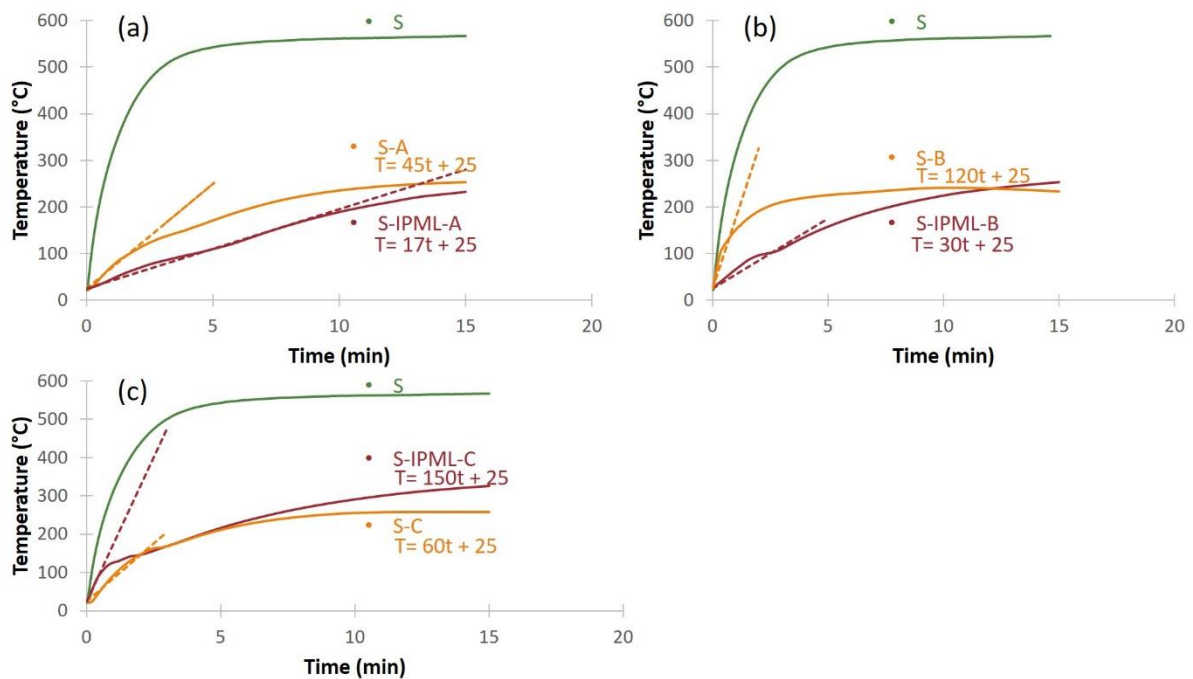 (a)
S
600
500
400
300
200
100
0
Temperature (°C)
S-A
T= 45t + 25
S-IPML-A
T= 17t + 25
0 5 10 15 20
Time (min)
(b)
S
600
500
400
300
200
100
0
Temperature (°C)
S-B
T= 120t + 25
S-IPML-B
T= 30t + 25
0 5 10 15 20
Time (min)
(c)
S
600
500
400
300
200
100
0
Temperature (°C)
S-IPML-C
T= 150t + 25
S-C
T= 60t + 25
0 5 10 15 20
Time (min)